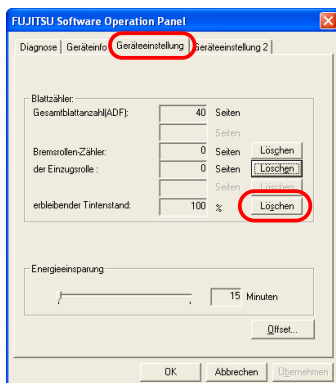 FUJITSU Software Operation Panel
Diagnose Geräteinfo Geräteeinstellung Geräteeinstellung 2
Blattzähler:
Gesamtblattanzahl(ADF): 40 Seiten
Seiten
Bremsrollen-Zähler: 0 Seiten Löschen
der Einzugsrolle : 0 Seiten Löschen
Seiten Löschen
erbleibender Tintenstand: 100 % Löschen
Energieeinsparung
15 Minuten
Offset...
OK Abbrechen Übernehmen